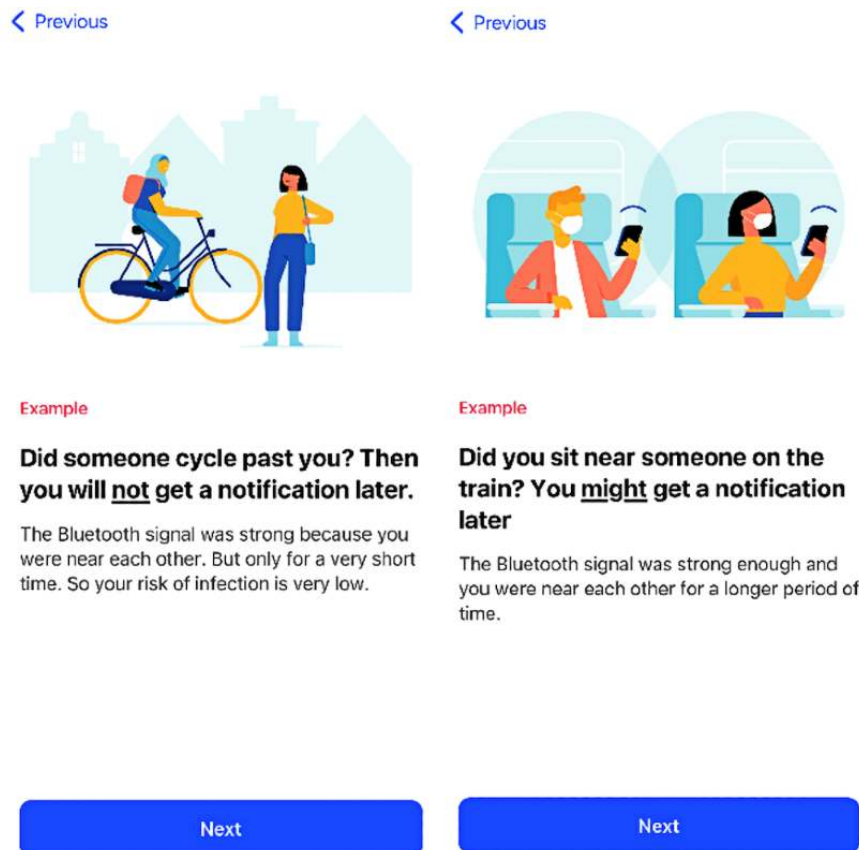 Previous
Example
Did someone cycle past you? Then
you will not get a notification later.
The Bluetooth signal was strong because you
were near each other. But only for a very short
time. So your risk of infection is very low.
Next
Previous
Example
Did you sit near someone on the
train? You might get a notification
later
The Bluetooth signal was strong enough and
you were near each other for a longer period of
time.
Next